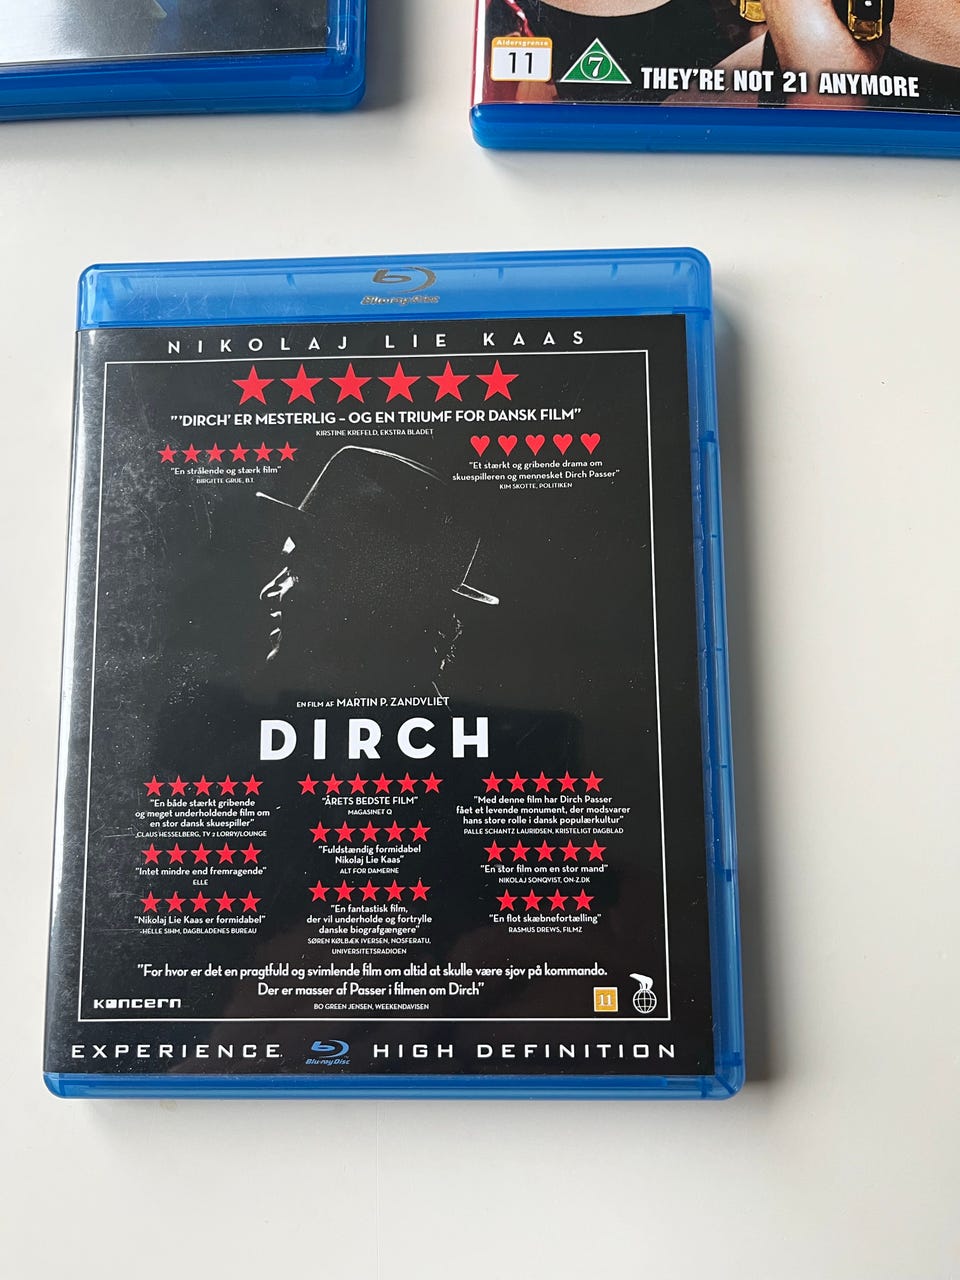 Aldersgrense
11
7
THEY'RE NOT 21 ANYMORE
Blu-ray Disc
NIKOLAJ LIE KAAS
"'DIRCH' ER MESTERLIG – OG EN TRIUMF FOR DANSK FILM"
KIRSTINE KREFELD, EKSTRA BLADET
"En strålende og stærk film"
BIRGITTE GRUE, B.T.
"Et stærkt og gribende drama om
skuespilleren og mennesket Dirch Passer"
KIM SKOTTE, POLITIKEN
EN FILM AF MARTIN P. ZANDVLIET
DIRCH
"En både stærkt gribende
og meget underholdende film om
en stor dansk skuespiller"
CLAUS HESSELBERG, TV 2 LORRY/LOUNGE
"Intet mindre end fremragende"
ELLE
"Nikolaj Lie Kaas er formidabel"
-HELLE SIHM, DAGBLADENES BUREAU
"ÅRETS BEDSTE FILM"
MAGASINET Q
"Fuldstændig formidabel
Nikolaj Lie Kaas"
ALT FOR DAMERNE
"En fantastisk film,
der vil underholde og fortrylle
danske biografgængere"
SØREN KØLBÆK IVERSEN, NOSFERATU,
UNIVERSITETSRADIOEN
"Med denne film har Dirch Passer
fået et levende monument, der modsvarer
hans store rolle i dansk populærkultur"
PALLE SCHANTZ LAURIDSEN, KRISTELIGT DAGBLAD
"En stor film om en stor mand"
NIKOLAJ SONQVIST, ON-Z.DK
"En flot skæbnefortælling"
RASMUS DREWS, FILMZ
"For hvor er det en pragtfuld og svimlende film om altid at skulle være sjov på kommando.
Der er masser af Passer i filmen om Dirch"
BO GREEN JENSEN, WEEKENDAVISEN
koncern
11
EXPERIENCE Blu-ray Disc HIGH DEFINITION